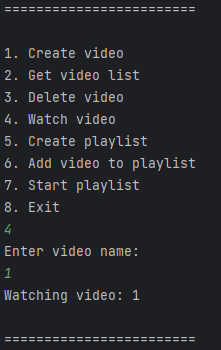 ========================
1. Create video
2. Get video list
3. Delete video
4. Watch video
5. Create playlist
6. Add video to playlist
7. Start playlist
8. Exit
4
Enter video name:
1
Watching video: 1
========================